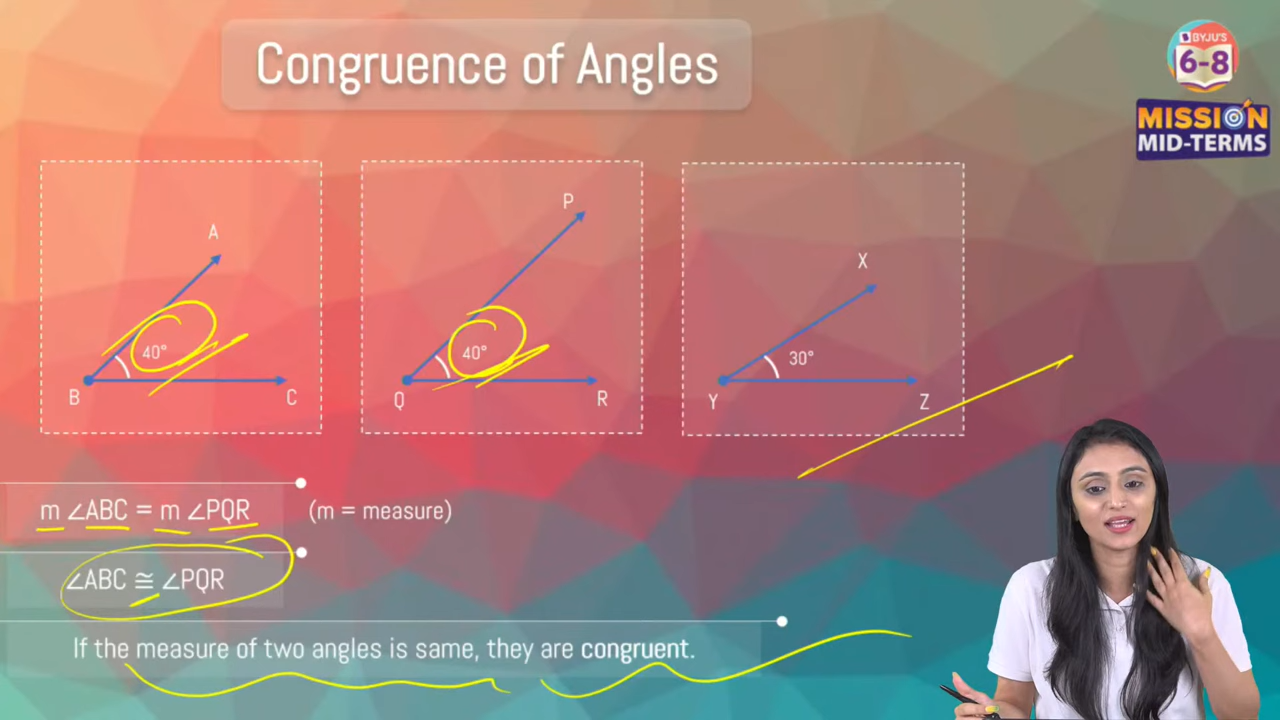 Congruence of Angles
BYJU'S
6-8
MISSION
MID-TERMS
A
40°
B
C
P
40°
Q
R
X
30°
Y
Z
m ∠ABC = m ∠PQR (m = measure)
∠ABC ≅ ∠PQR
If the measure of two angles is same, they are congruent.